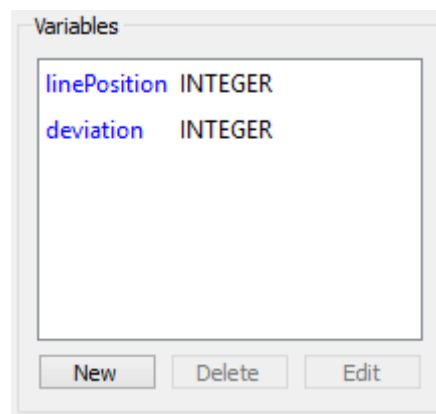 Variables
linePosition INTEGER
deviation INTEGER
New Delete Edit